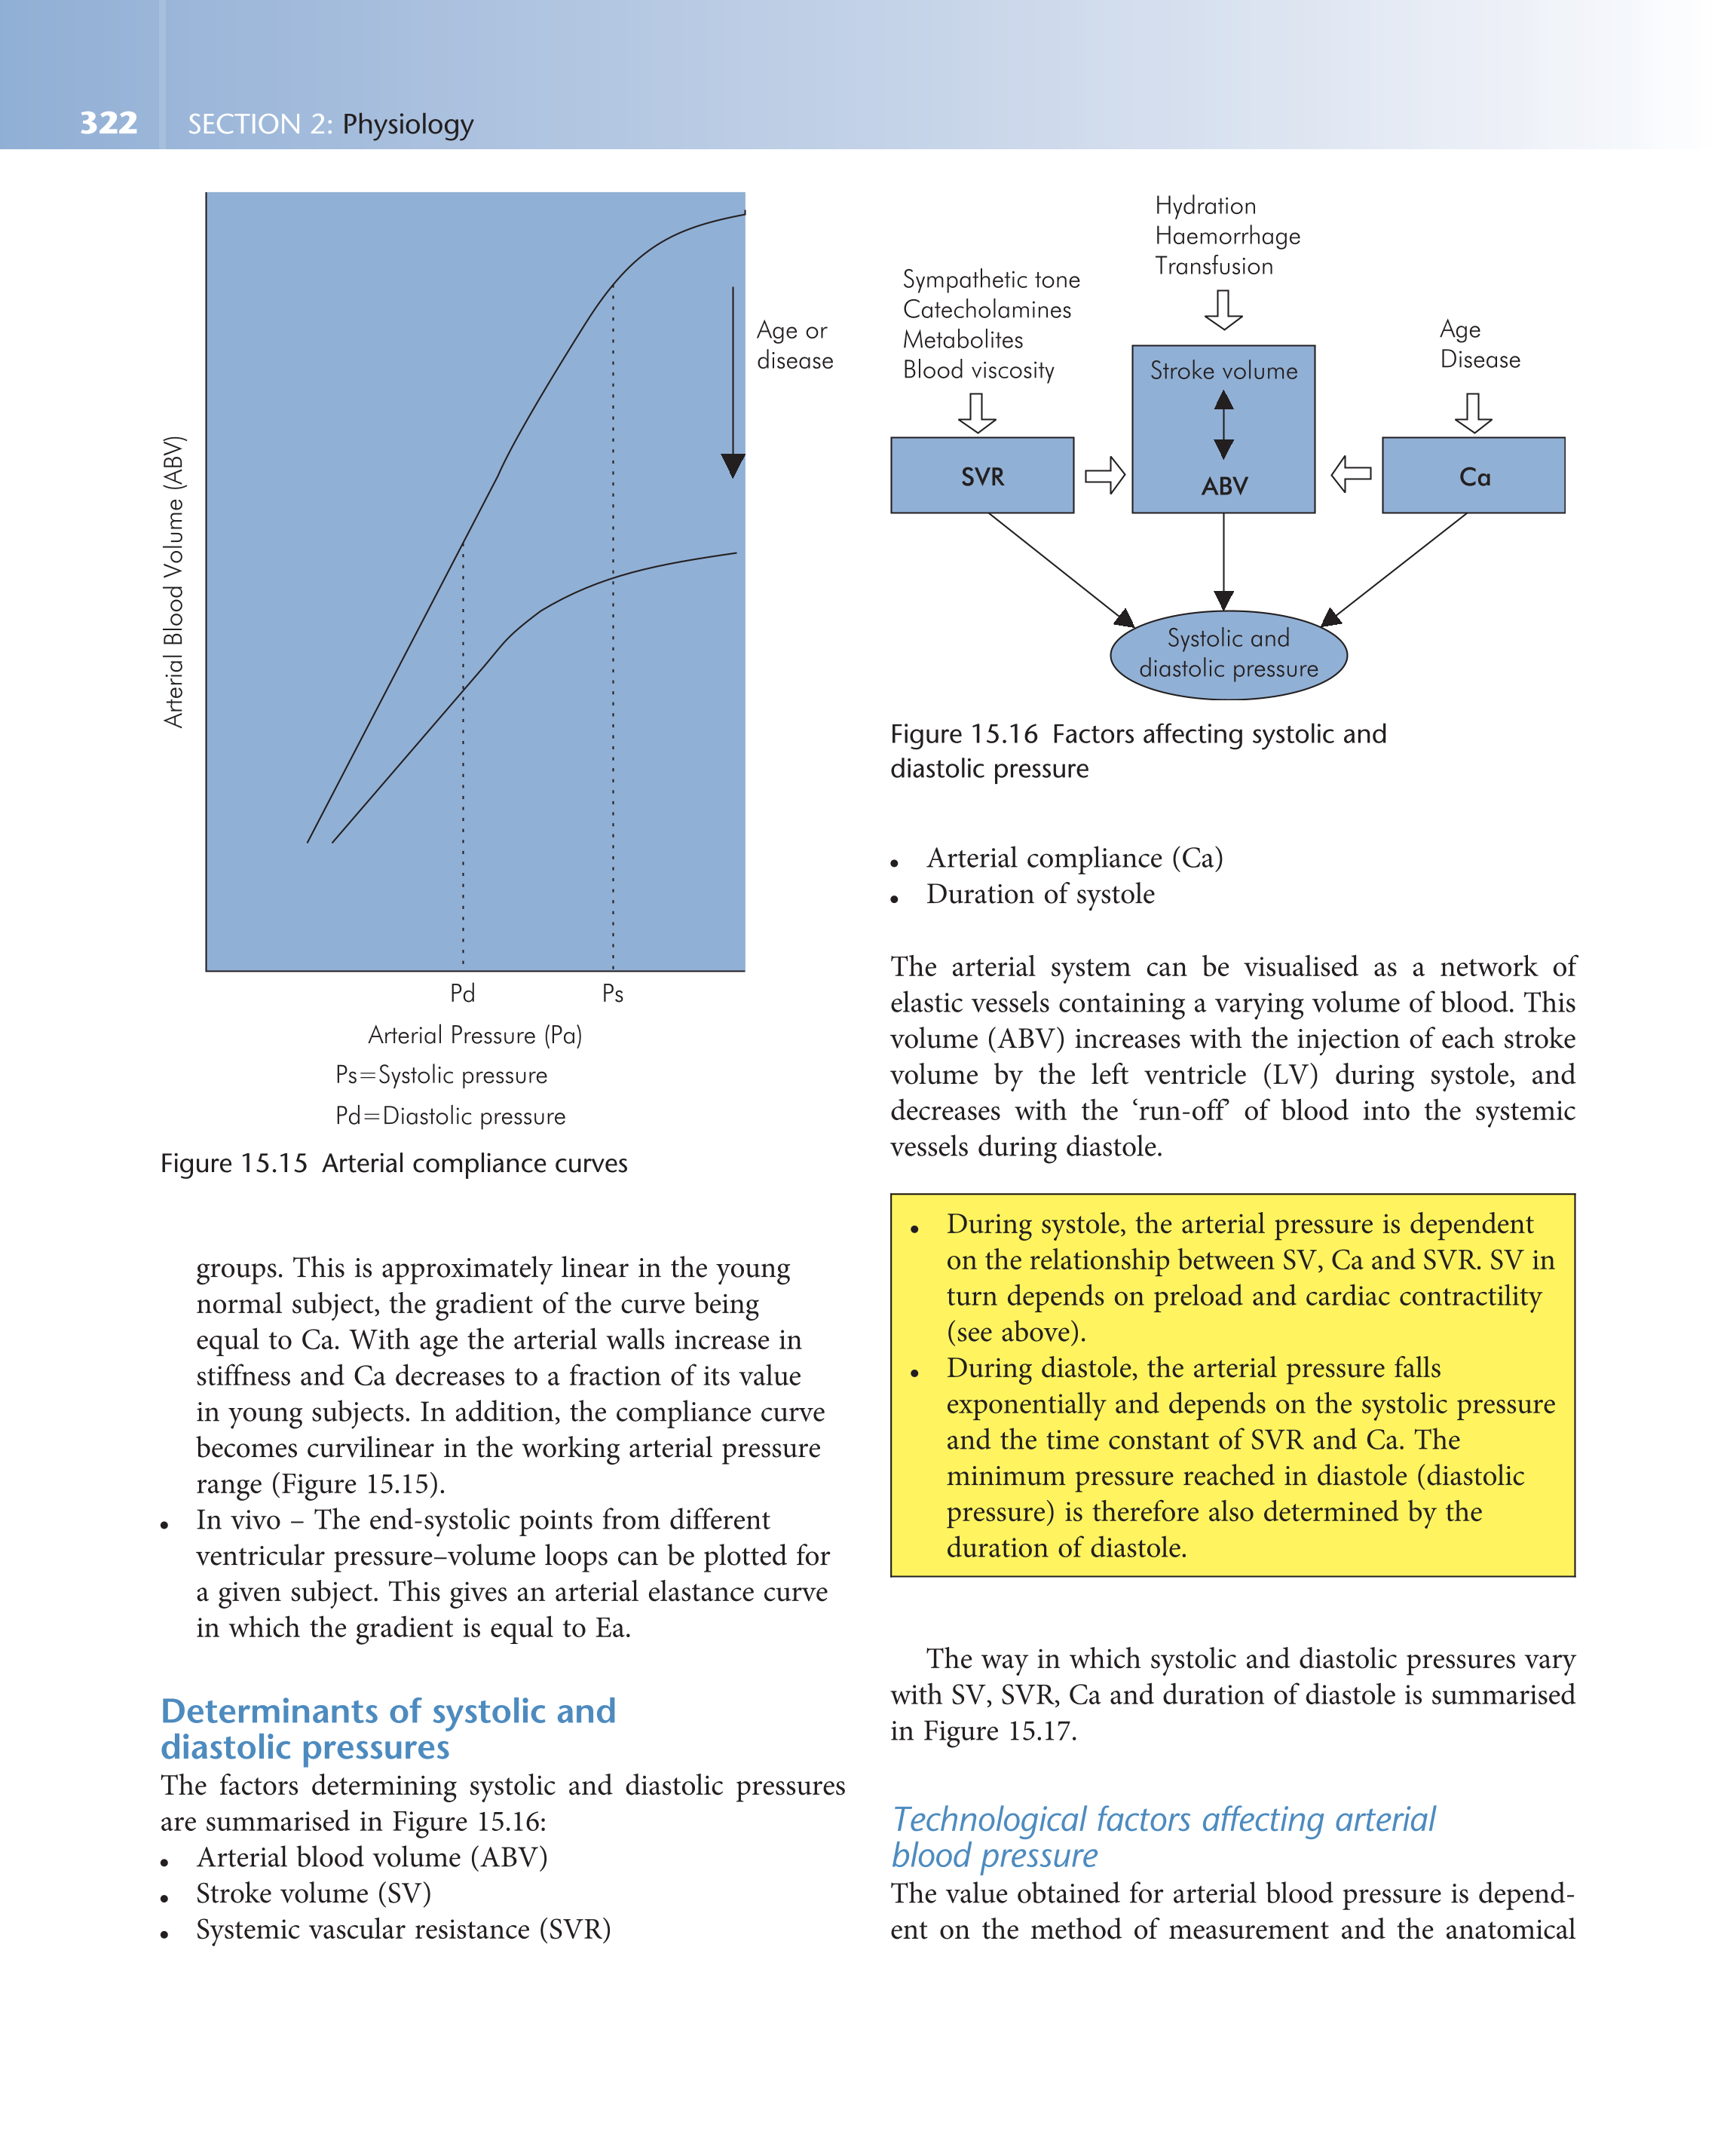 322 SECTION 2: Physiology
Arterial Blood Volume (ABV)
Age or
disease
Pd Ps
Arterial Pressure (Pa)
Ps=Systolic pressure
Pd=Diastolic pressure
Figure 15.15 Arterial compliance curves
groups. This is approximately linear in the young
normal subject, the gradient of the curve being
equal to Ca. With age the arterial walls increase in
stiffness and Ca decreases to a fraction of its value
in young subjects. In addition, the compliance curve
becomes curvilinear in the working arterial pressure
range (Figure 15.15).
• In vivo – The end-systolic points from different
ventricular pressure–volume loops can be plotted for
a given subject. This gives an arterial elastance curve
in which the gradient is equal to Ea.
Determinants of systolic and
diastolic pressures
The factors determining systolic and diastolic pressures
are summarised in Figure 15.16:
• Arterial blood volume (ABV)
• Stroke volume (SV)
• Systemic vascular resistance (SVR)
Hydration
Haemorrhage
Transfusion
Sympathetic tone
Catecholamines
Metabolites
Blood viscosity
Age
Disease
Stroke volume
SVR
ABV
Ca
Systolic and
diastolic pressure
Figure 15.16 Factors affecting systolic and
diastolic pressure
• Arterial compliance (Ca)
• Duration of systole
The arterial system can be visualised as a network of
elastic vessels containing a varying volume of blood. This
volume (ABV) increases with the injection of each stroke
volume by the left ventricle (LV) during systole, and
decreases with the ‘run-off’ of blood into the systemic
vessels during diastole.
• During systole, the arterial pressure is dependent
on the relationship between SV, Ca and SVR. SV in
turn depends on preload and cardiac contractility
(see above).
• During diastole, the arterial pressure falls
exponentially and depends on the systolic pressure
and the time constant of SVR and Ca. The
minimum pressure reached in diastole (diastolic
pressure) is therefore also determined by the
duration of diastole.
The way in which systolic and diastolic pressures vary
with SV, SVR, Ca and duration of diastole is summarised
in Figure 15.17.
Technological factors affecting arterial
blood pressure
The value obtained for arterial blood pressure is depend-
ent on the method of measurement and the anatomical